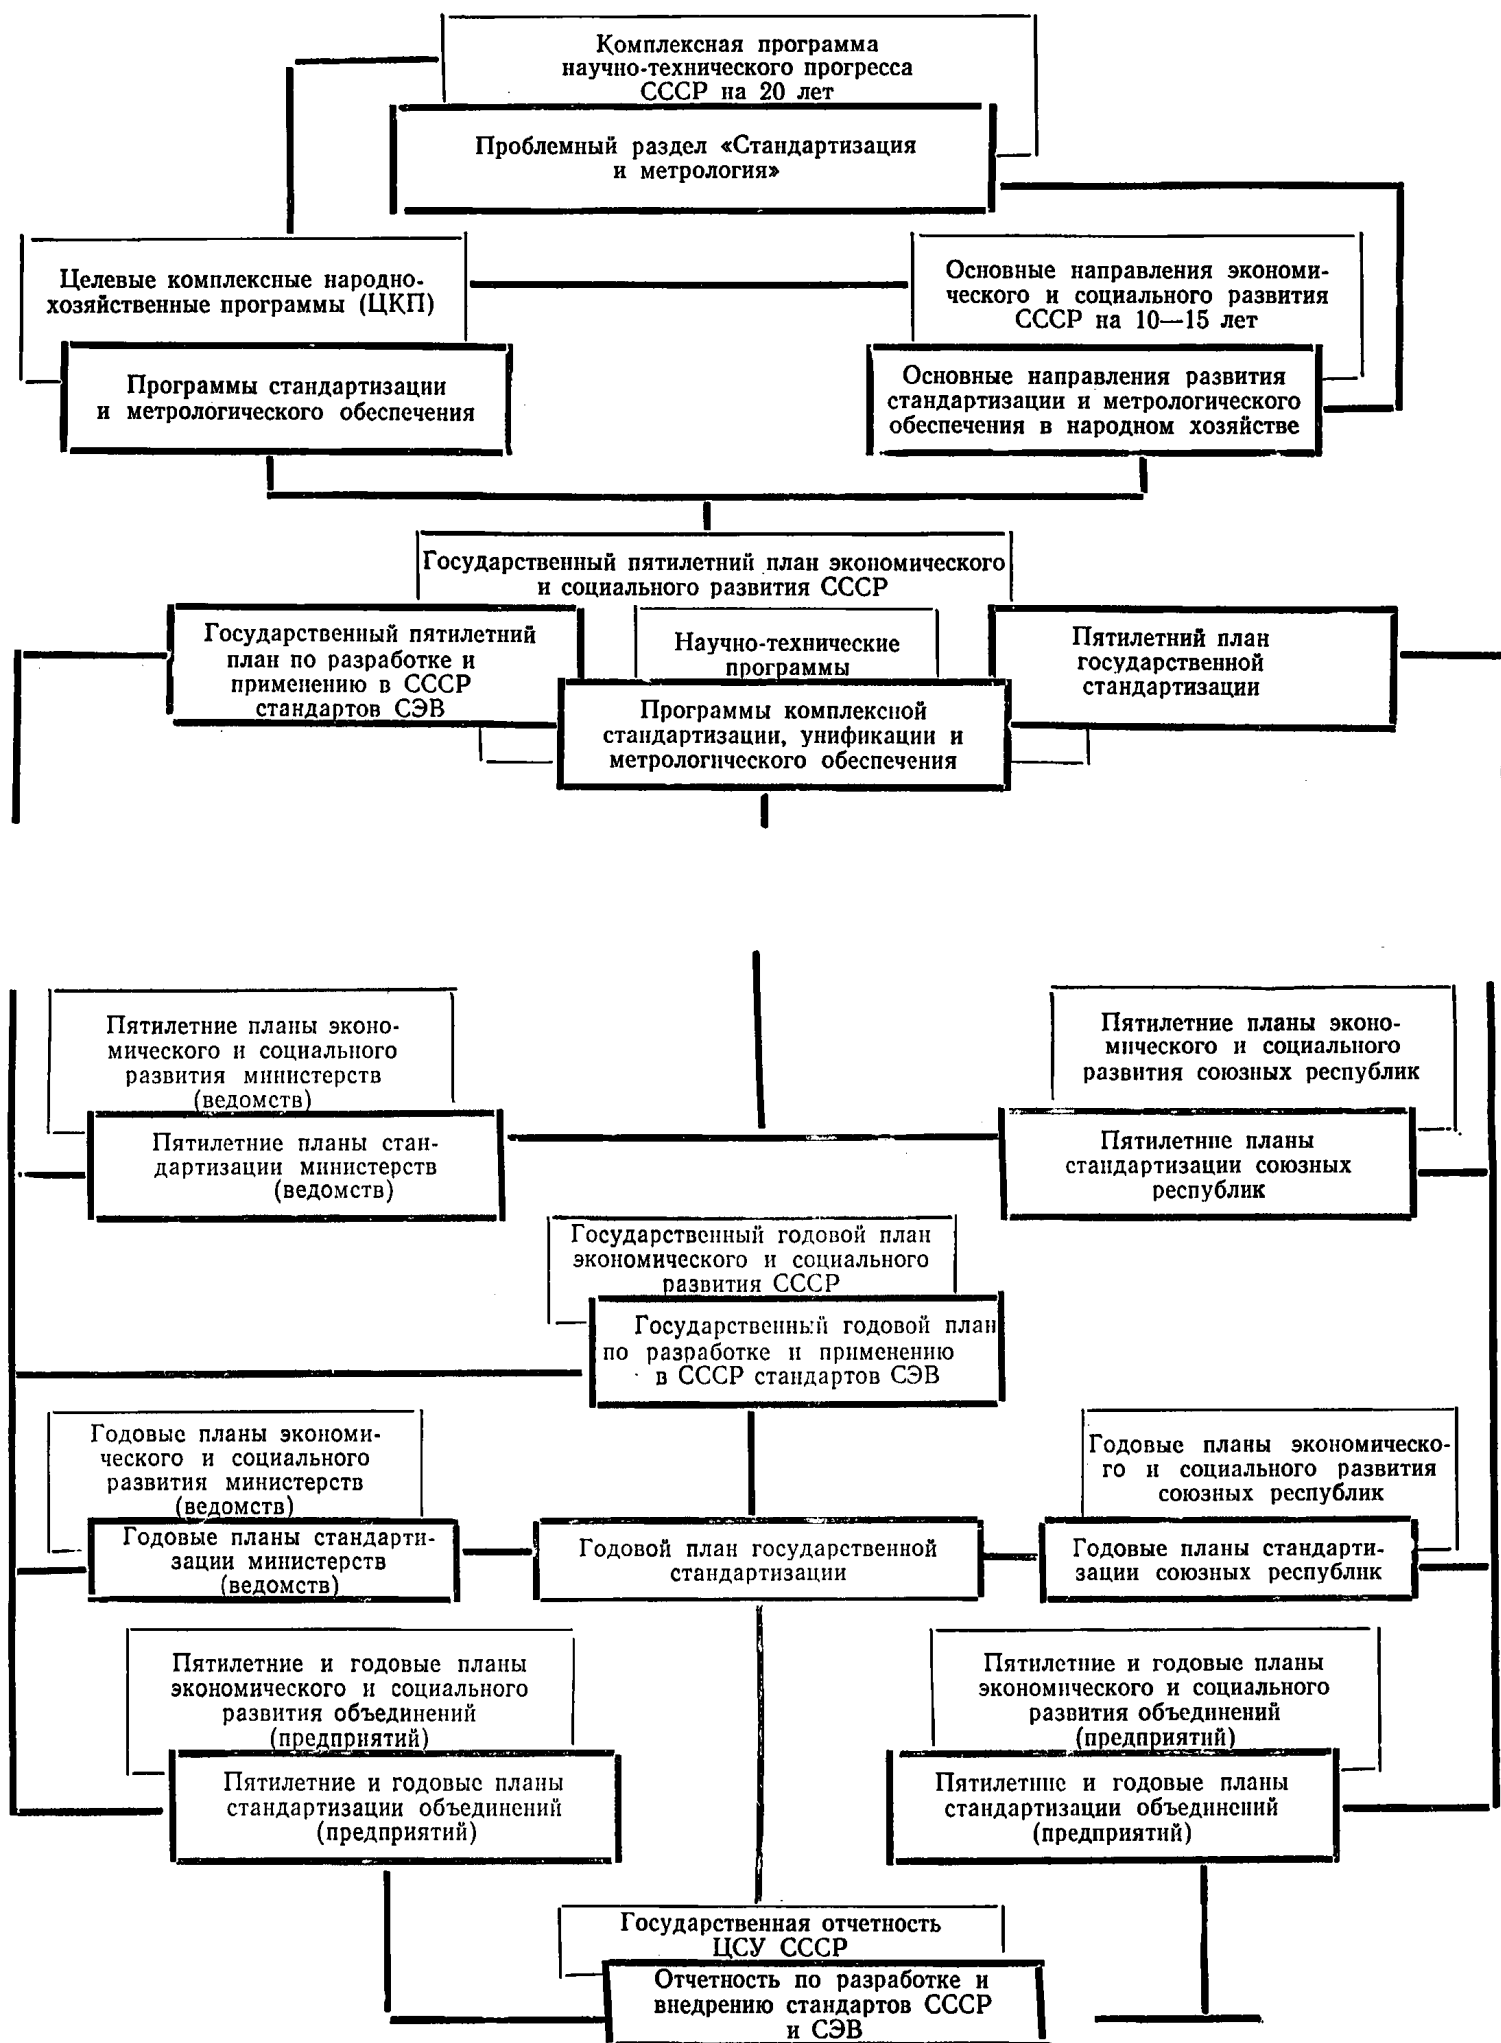 Комплексная программа
научно-технического прогресса
СССР на 20 лет
Проблемный раздел «Стандартизация
и метрология»
Целевые комплексные народно-
хозяйственные программы (ЦКП)
Программы стандартизации
и метрологического обеспечения
Основные направления экономи-
ческого и социального развития
СССР на 10—15 лет
Основные направления развития
стандартизации и метрологического
обеспечения в народном хозяйстве
Государственный пятилетний план экономического
и социального развития СССР
Государственный пятилетний
план по разработке и
применению в СССР
стандартов СЭВ
Научно-технические
программы
Программы комплексной
стандартизации, унификации и
метрологического обеспечения
Пятилетний план
государственной
стандартизации
Пятилетние планы эконо-
мического и социального
развития министерств
(ведомств)
Пятилетние планы стан-
дартизации министерств
(ведомств)
Пятилетние планы эконо-
мического и социального
развития союзных республик
Пятилетние планы
стандартизации союзных
республик
Государственный годовой план
экономического и социального
развития СССР
Государственный годовой план
по разработке и применению
в СССР стандартов СЭВ
Годовые планы экономи-
ческого и социального
развития министерств
(ведомств)
Годовые планы стандарти-
зации министерств
(ведомств)
Годовой план государственной
стандартизации
Годовые планы экономическо-
го и социального развития
союзных республик
Годовые планы стандарти-
зации союзных республик
Пятилетние и годовые планы
экономического и социального
развития объединений
(предприятий)
Пятилетние и годовые планы
стандартизации объединений
(предприятий)
Пятилетние и годовые планы
экономического и социального
развития объединений
(предприятий)
Пятилетние и годовые планы
стандартизации объединений
(предприятий)
Государственная отчетность
ЦСУ СССР
Отчетность по разработке и
внедрению стандартов СССР
и СЭВ